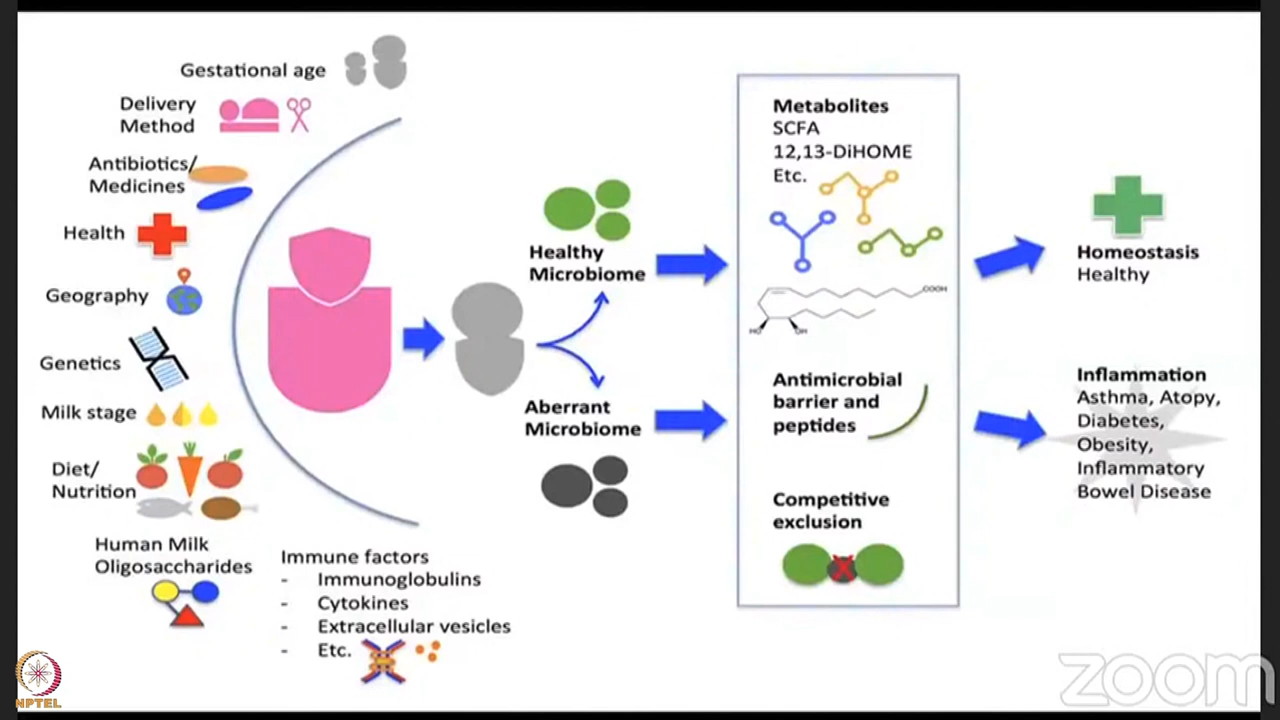 Gestational age
Delivery
Method
Antibiotics/
Medicines
Health
Geography
Genetics
Milk stage
Diet/
Nutrition
Human Milk
Oligosaccharides
Immune factors
- Immunoglobulins
- Cytokines
- Extracellular vesicles
- Etc.
Healthy
Microbiome
Aberrant
Microbiome
Metabolites
SCFA
12,13-DiHOME
Etc.
COOH
HO
OH
Antimicrobial
barrier and
peptides
Competitive
exclusion
Homeostasis
Healthy
Inflammation
Asthma, Atopy,
Diabetes,
Obesity,
Inflammatory
Bowel Disease
NPTEL
zoom